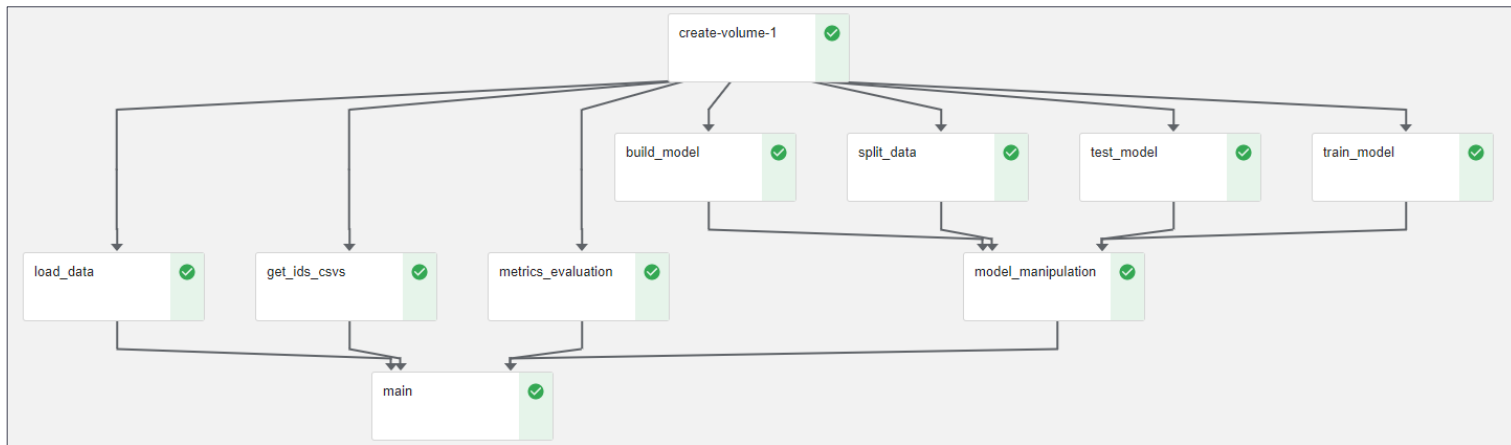 create-volume-1
build_model
split_data
test_model
train_model
load_data
get_ids_csvs
metrics_evaluation
model_manipulation
main